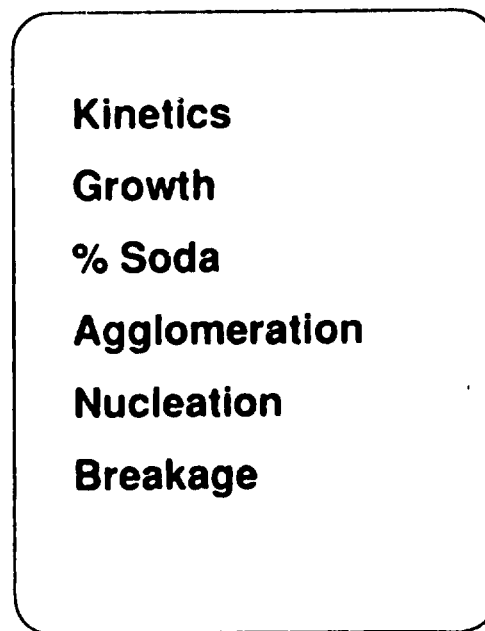 Kinetics
Growth
% Soda
Agglomeration
Nucleation
Breakage